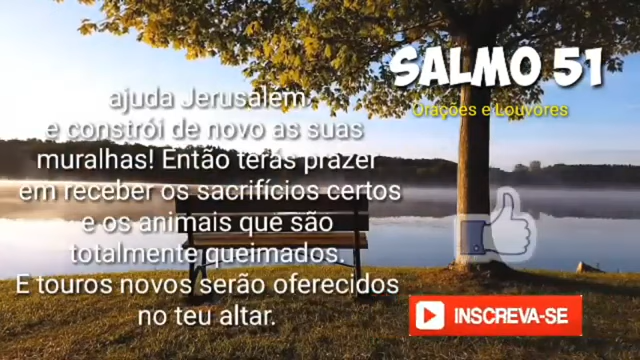 SALMO 51
Orações e Louvores
ajuda Jerusalém
e constrói de novo as suas
muralhas! Então terás prazer
em receber os sacrifícios certos
e os animais que são
totalmente queimados.
E touros novos serão oferecidos
no teu altar.
INSCREVA-SE